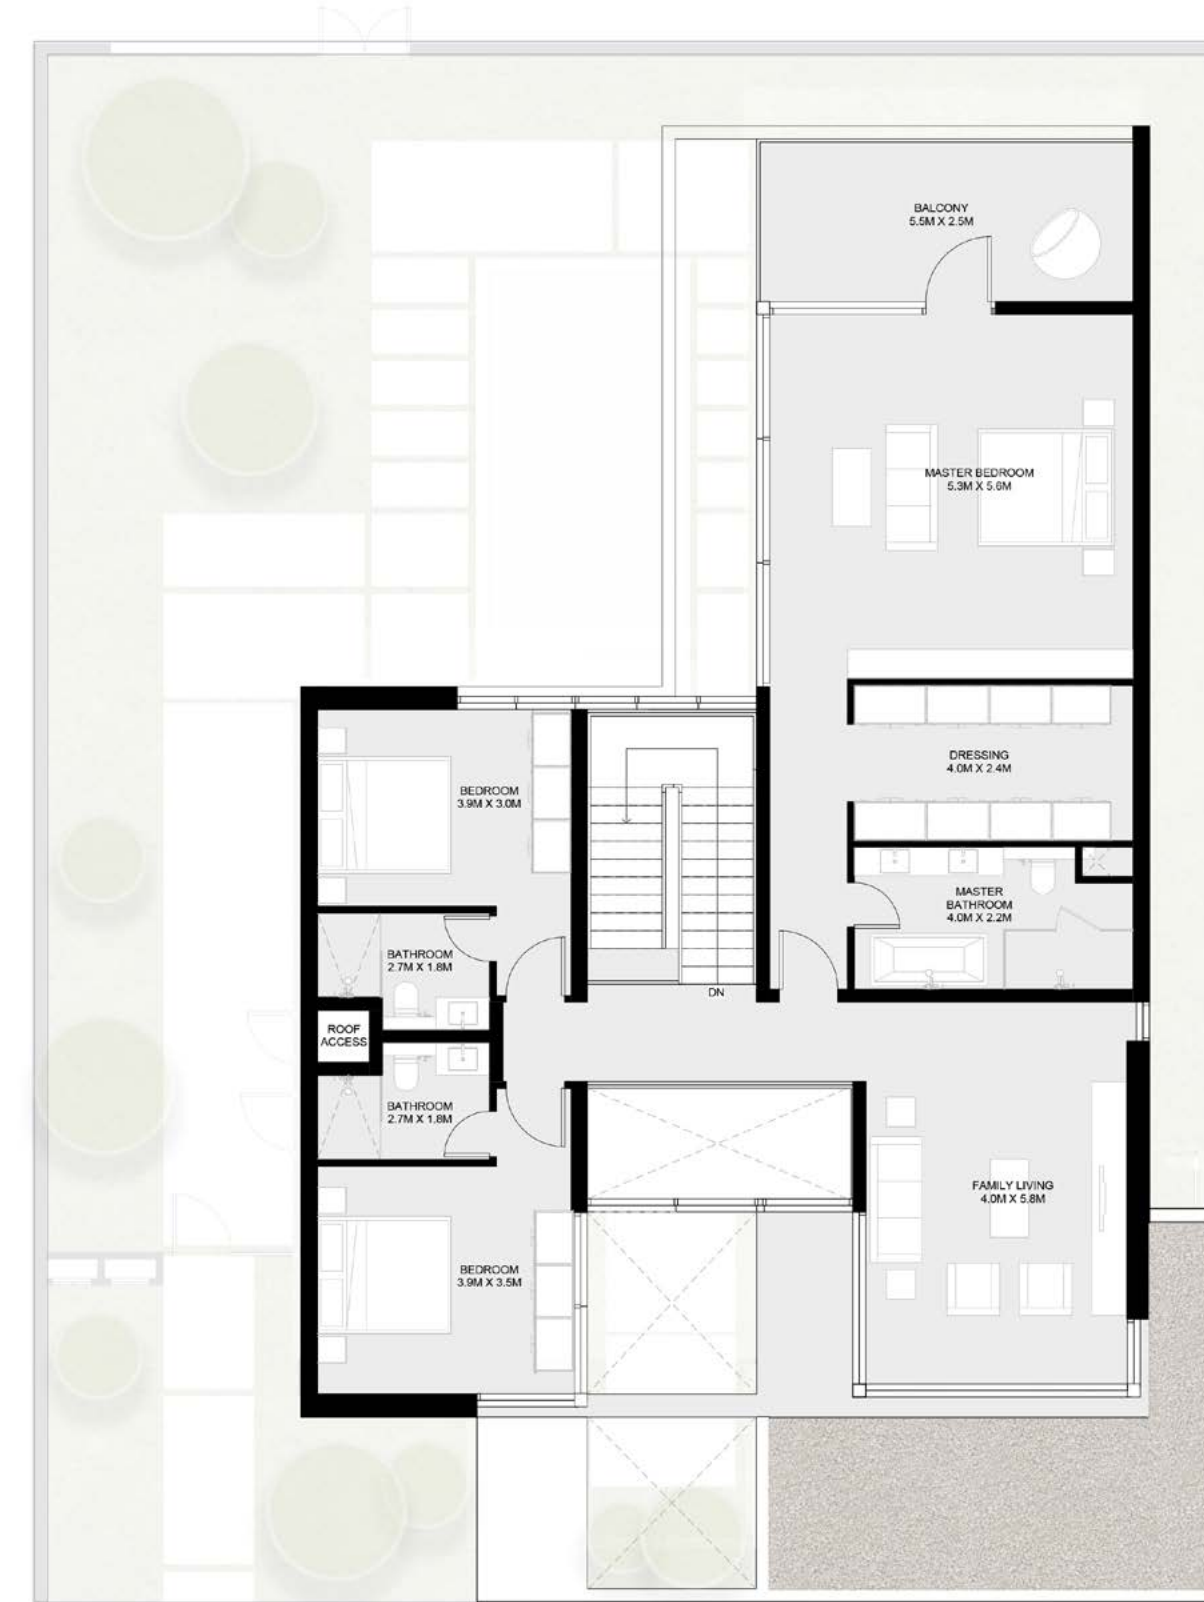 BALCONY
5.5M X 2.5M
MASTER BEDROOM
5.3M X 5.6M
DRESSING
4.0M X 2.4M
BEDROOM
3.9M X 3.0M
MASTER
BATHROOM
4.0M X 2.2M
BATHROOM
2.7M X 1.8M
DN
ROOF
ACCESS
BATHROOM
2.7M X 1.8M
FAMILY LIVING
4.0M X 5.8M
BEDROOM
3.9M X 3.5M